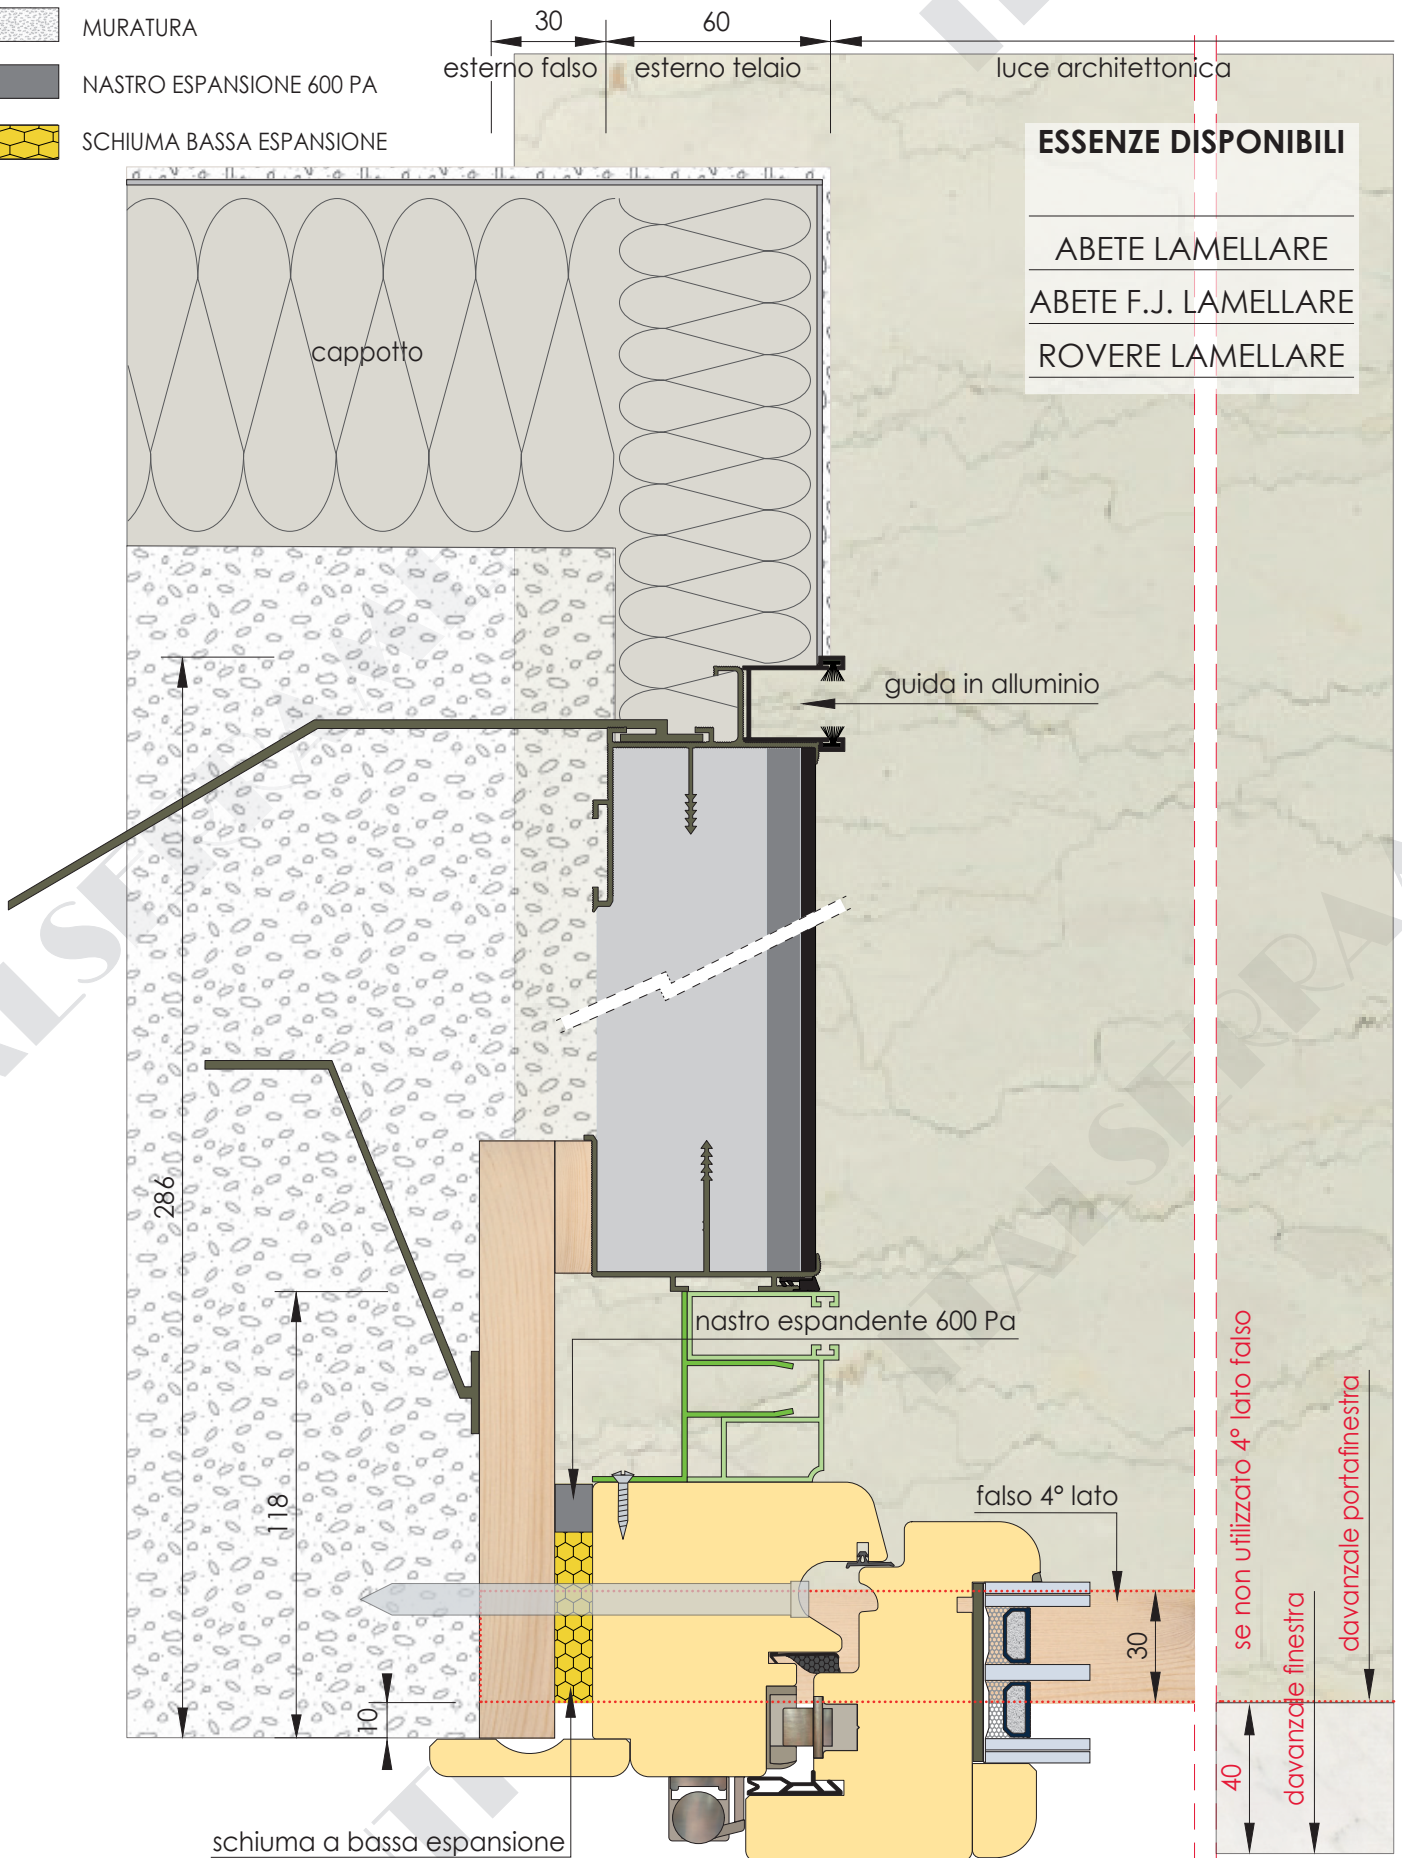 MURATURA
NASTRO ESPANSIONE 600 PA
SCHIUMA BASSA ESPANSIONE
30
60
esterno falso
esterno telaio
luce architettonica
ESSENZE DISPONIBILI
ABETE LAMELLARE
ABETE F.J. LAMELLARE
ROVERE LAMELLARE
cappotto
guida in alluminio
286
nastro espandente 600 Pa
118
falso 4° lato
30
10
se non utilizzato 4° lato falso
davanzale portafinestra
davanzale finestra
40
schiuma a bassa espansione
ITALSERRAMENTI